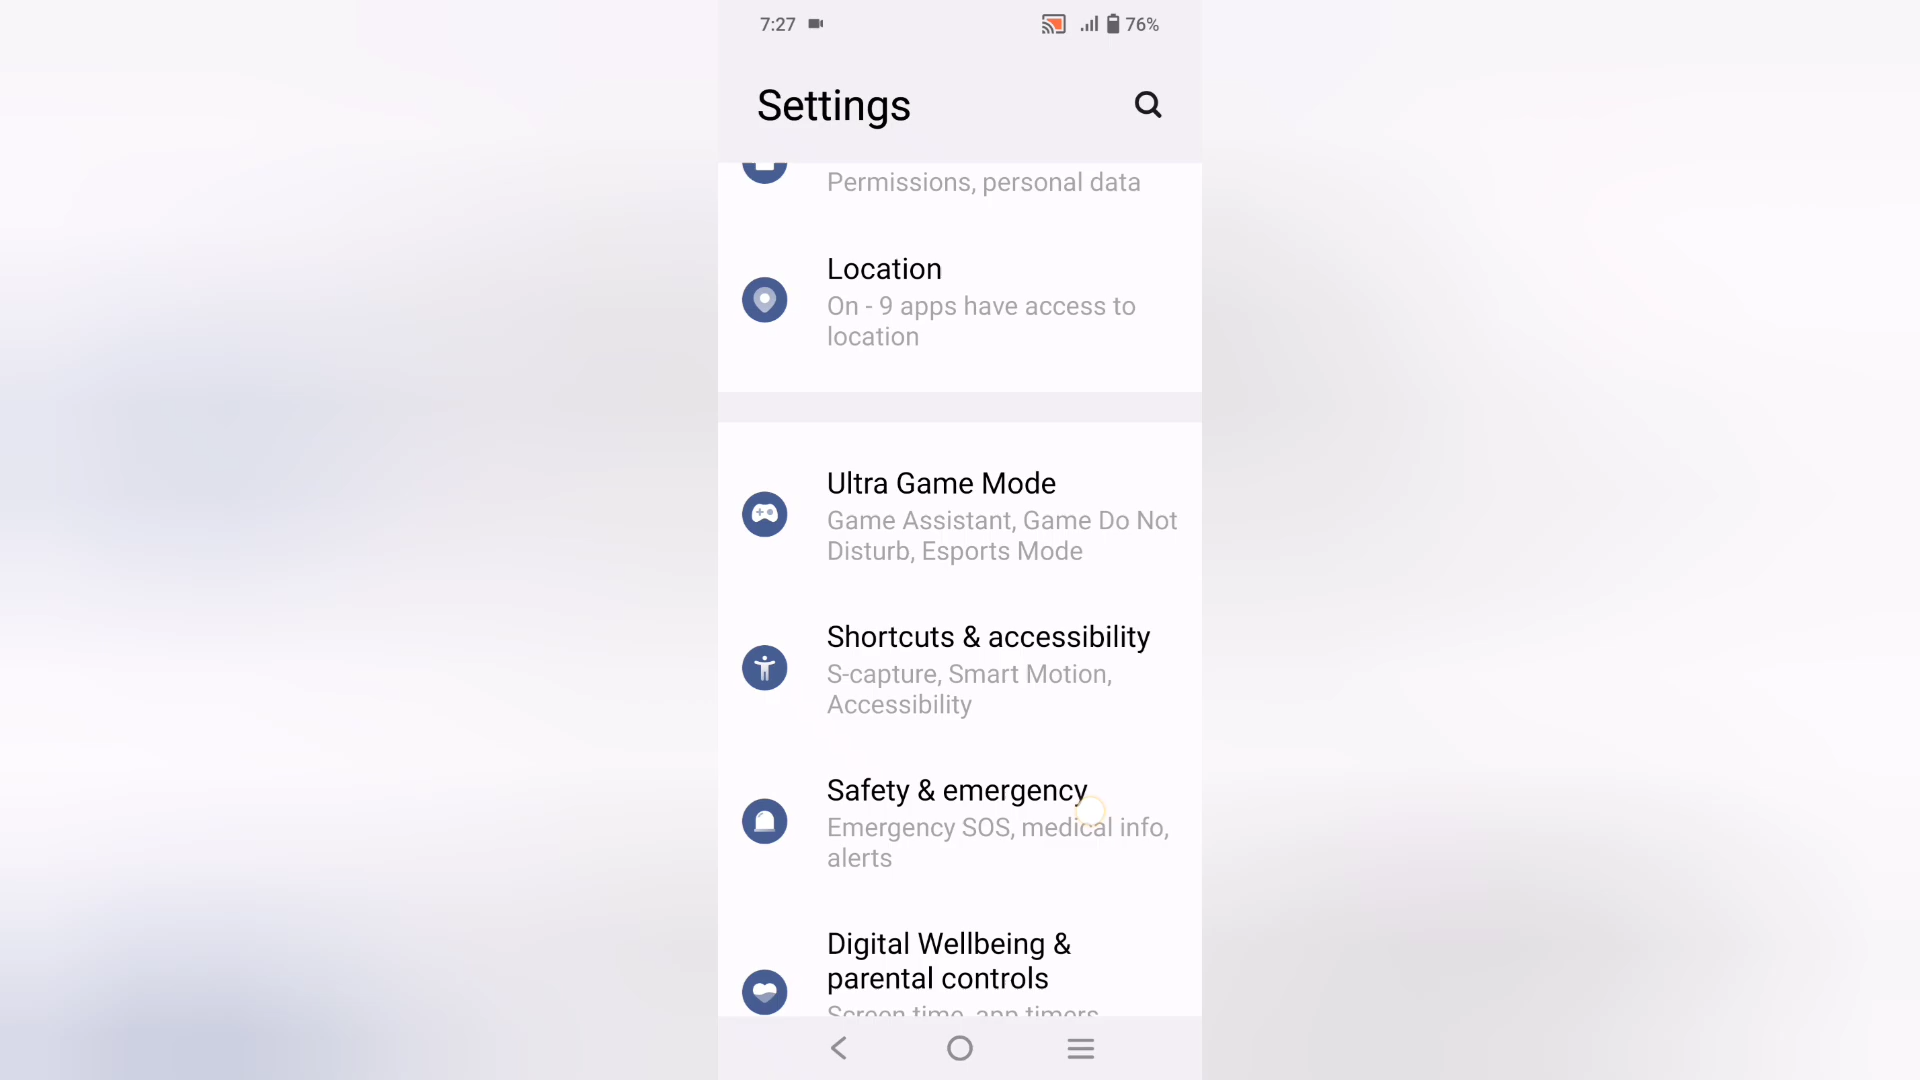 7:27
76%
Settings
Permissions, personal data
Location
On - 9 apps have access to
location
Ultra Game Mode
Game Assistant, Game Do Not
Disturb, Esports Mode
Shortcuts & accessibility
S-capture, Smart Motion,
Accessibility
Safety & emergency
Emergency SOS, medical info,
alerts
Digital Wellbeing &
parental controls
Screen time, app timers